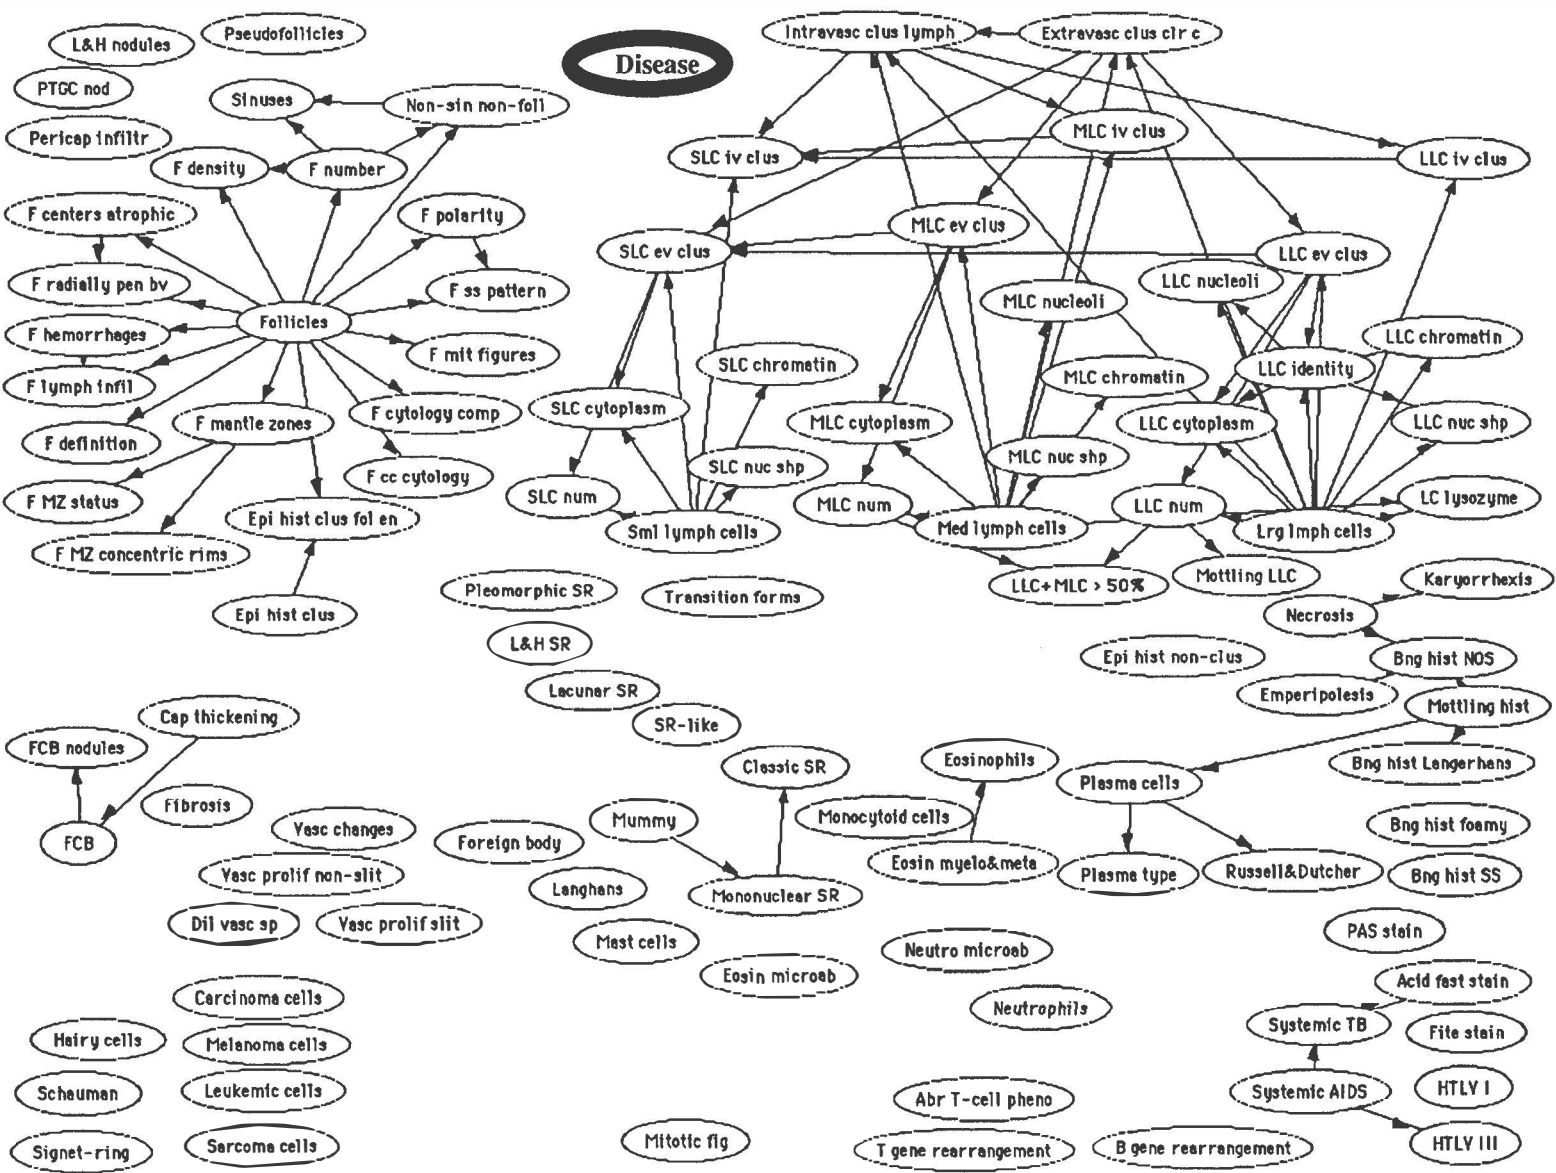 L&H nodules
Pseudofollicles
Disease
Intravasc clus lymph
Extravasc clus clr c
PTGC nod
Sinuses
Non-sin non-foll
Pericap infiltr
MLC iv clus
SLC iv clus
LLC iv clus
F density
F number
F centers atrophic
F polarity
MLC ev clus
SLC ev clus
LLC ev clus
F radially pen bv
F ss pattern
LLC nucleoli
MLC nucleoli
Follicles
F hemorrhages
F mit figures
LLC chromatin
SLC chromatin
LLC identity
MLC chromatin
F lymph infil
F cytology comp
SLC cytoplasm
MLC cytoplasm
LLC cytoplasm
LLC nuc shp
F mantle zones
F definition
MLC nuc shp
SLC nuc shp
F cc cytology
F MZ status
SLC num
MLC num
LLC num
LC lysozyme
Epi hist clus fol en
Sml lymph cells
Med lymph cells
Lrg lmph cells
F MZ concentric rims
Mottling LLC
Karyorrhexis
LLC+MLC > 50%
Pleomorphic SR
Transition forms
Epi hist clus
Necrosis
L&H SR
Epi hist non-clus
Bng hist NOS
Lacunar SR
Emperipolesis
Mottling hist
Cap thickening
SR-like
FCB nodules
Classic SR
Eosinophils
Bng hist Langerhans
Plasma cells
Fibrosis
Mummy
Monocytoid cells
Bng hist foamy
FCB
Vasc changes
Foreign body
Eosin myelo&meta
Vasc prolif non-slit
Langhans
Mononuclear SR
Plasma type
Russell&Dutcher
Bng hist SS
Dil vasc sp
Vasc prolif slit
Mast cells
PAS stain
Neutro microab
Eosin microab
Acid fast stain
Carcinoma cells
Neutrophils
Systemic TB
Fite stain
Hairy cells
Melanoma cells
Schauman
Leukemic cells
Systemic AIDS
HTLV I
Abr T-cell pheno
Signet-ring
Sarcoma cells
Mitotic fig
T gene rearrangement
B gene rearrangement
HTLV III